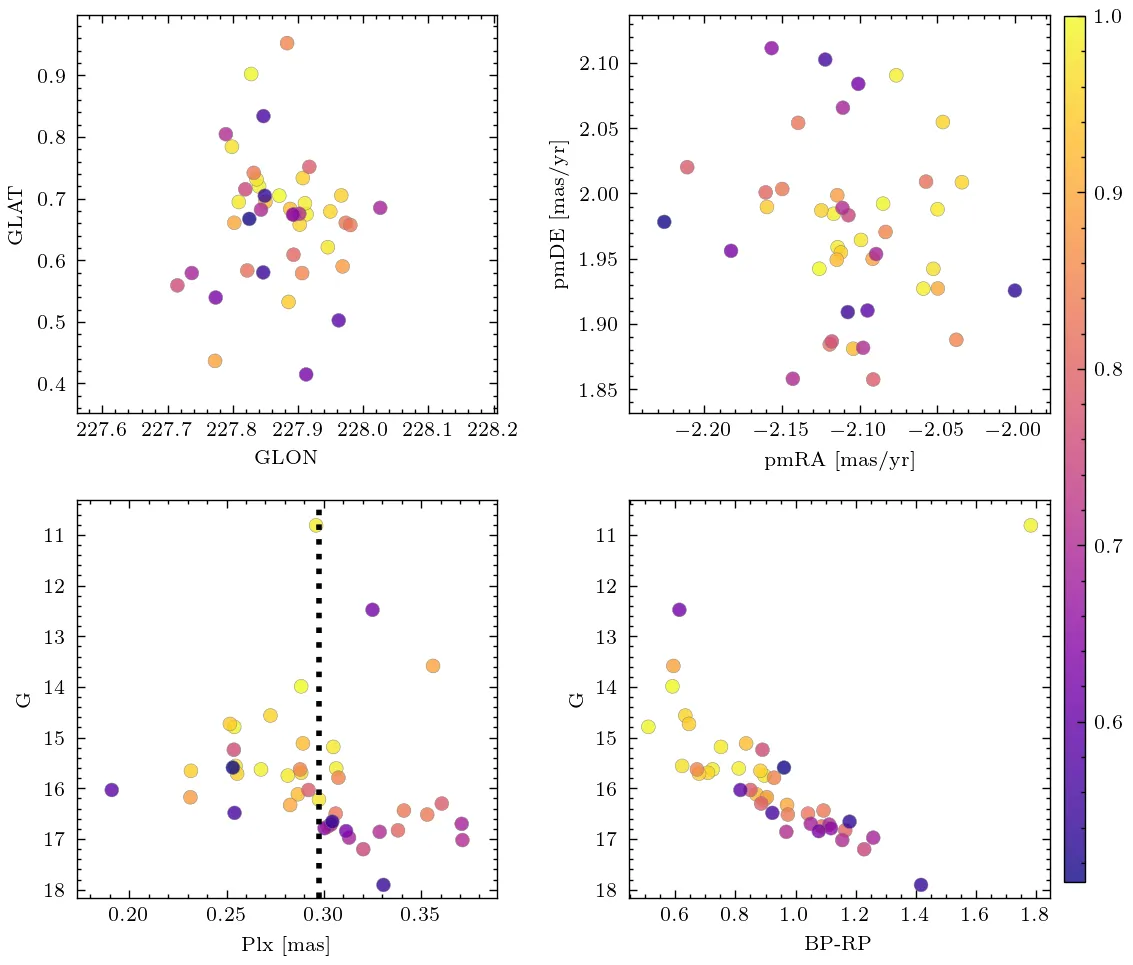 0.9
0.8
0.7
0.6
0.5
0.4
GLAT
227.6 227.7 227.8 227.9 228.0 228.1 228.2
GLON
2.10
2.05
2.00
1.95
1.90
1.85
pmDE [mas/yr]
−2.20 −2.15 −2.10 −2.05 −2.00
pmRA [mas/yr]
1.0
0.9
0.8
0.7
0.6
11
12
13
14
15
16
17
18
G
0.20 0.25 0.30 0.35
Plx [mas]
11
12
13
14
15
16
17
18
G
0.6 0.8 1.0 1.2 1.4 1.6 1.8
BP-RP